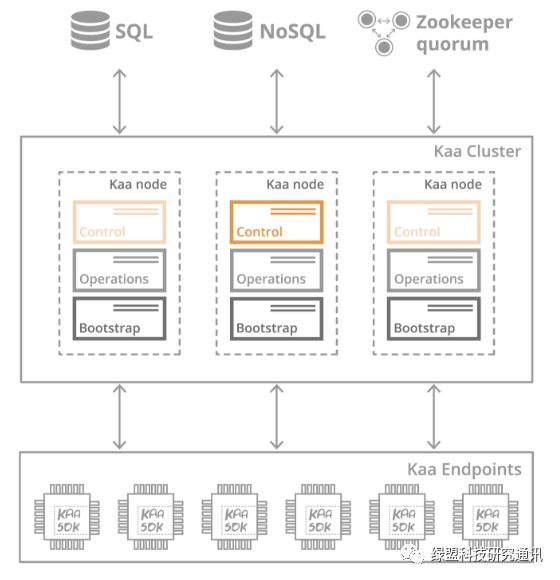 SQL
NoSQL
Zookeeper
quorum
Kaa Cluster
Kaa node
Kaa node
Kaa node
Control
Control
Control
Operations
Operations
Operations
Bootstrap
Bootstrap
Bootstrap
Kaa Endpoints
KAA
SDK
KAA
SDK
KAA
SDK
KAA
SDK
KAA
SDK
KAA
SDK
绿盟科技研究通讯